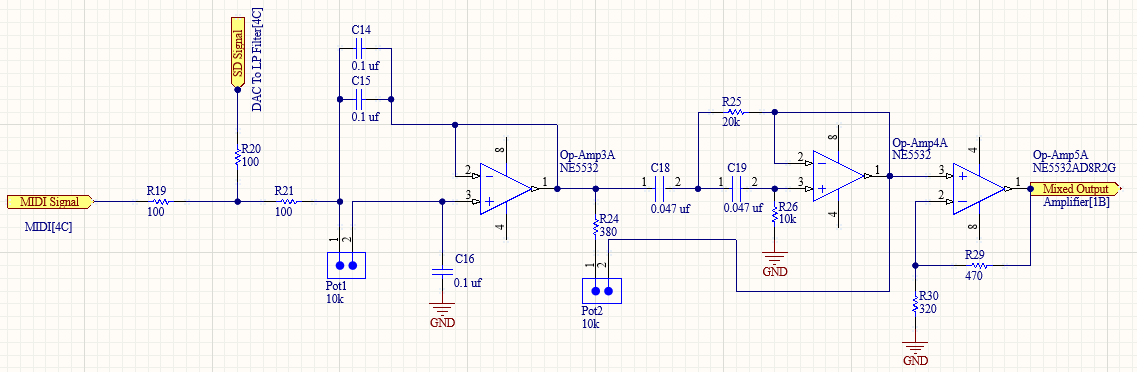 SD Signal
DAC To LP Filter[4C]
C14
0.1 uf
C15
0.1 uf
R20
100
MIDI Signal
MIDI[4C]
R19
100
R21
100
1
2
Pot1
10k
C16
0.1 uf
GND
8
2
3
1
4
Op-Amp3A
NE5532
R24
380
1
2
Pot2
10k
1
C18
2
0.047 uf
R25
20k
1
C19
2
0.047 uf
R26
10k
GND
8
2
3
1
4
Op-Amp4A
NE5532
4
3
2
1
8
Op-Amp5A
NE5532AD8R2G
Mixed Output
Amplifier[1B]
R29
470
R30
320
GND